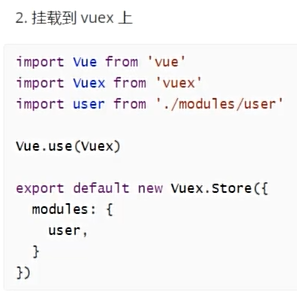 2. 挂载到 vuex 上
import Vue from 'vue'
import Vuex from 'vuex'
import user from './modules/user'
Vue.use(Vuex)
export default new Vuex.Store({
  modules: {
    user,
  }
})